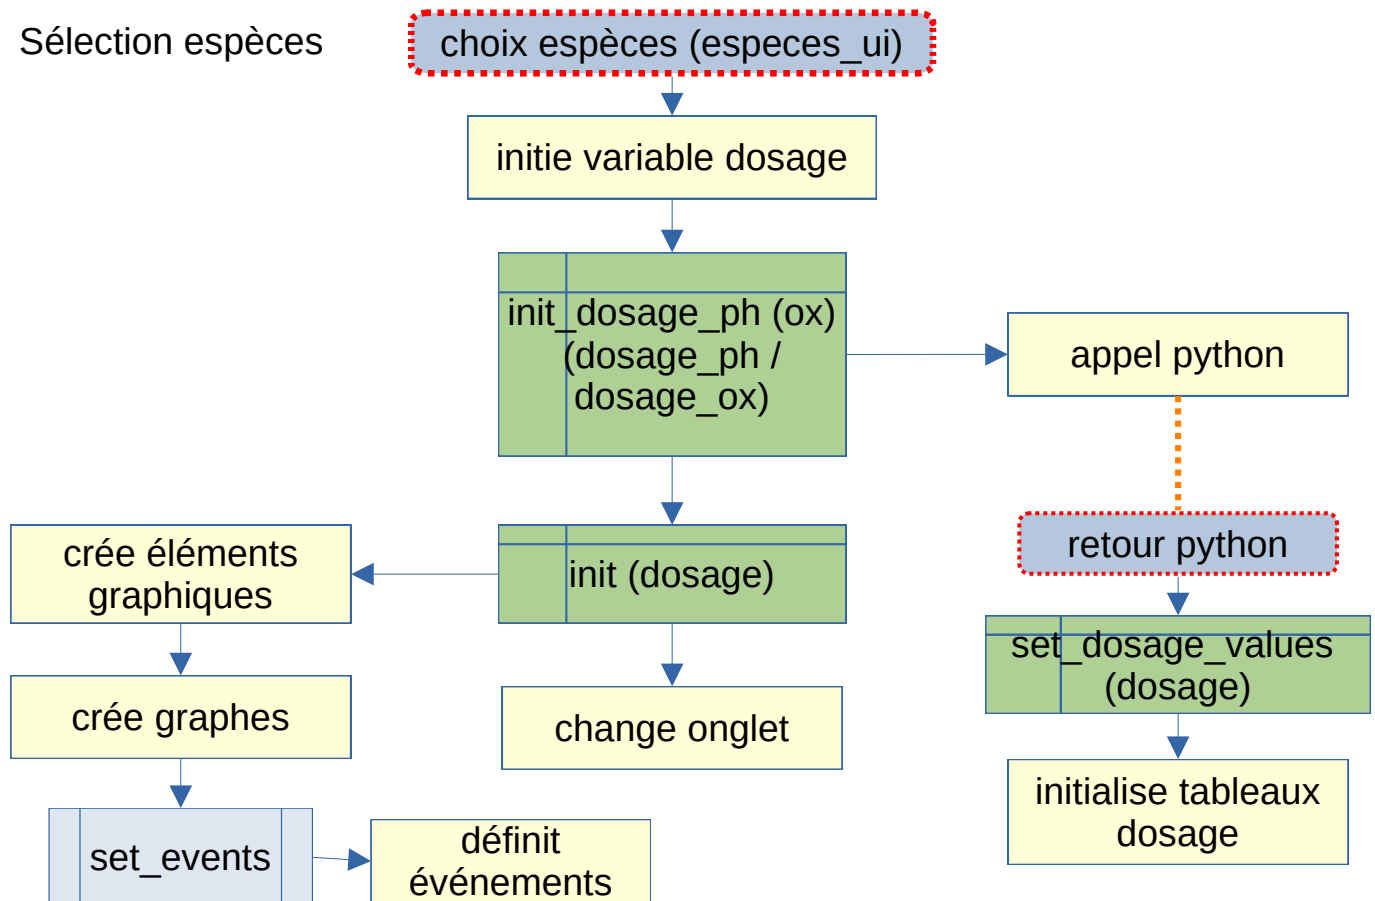 Sélection espèces
choix espèces (especes_ui)
initie variable dosage
init_dosage_ph (ox)
(dosage_ph /
dosage_ox)
appel python
retour python
set_dosage_values
(dosage)
initialise tableaux
dosage
init (dosage)
change onglet
crée éléments
graphiques
crée graphes
set_events
définit
événements